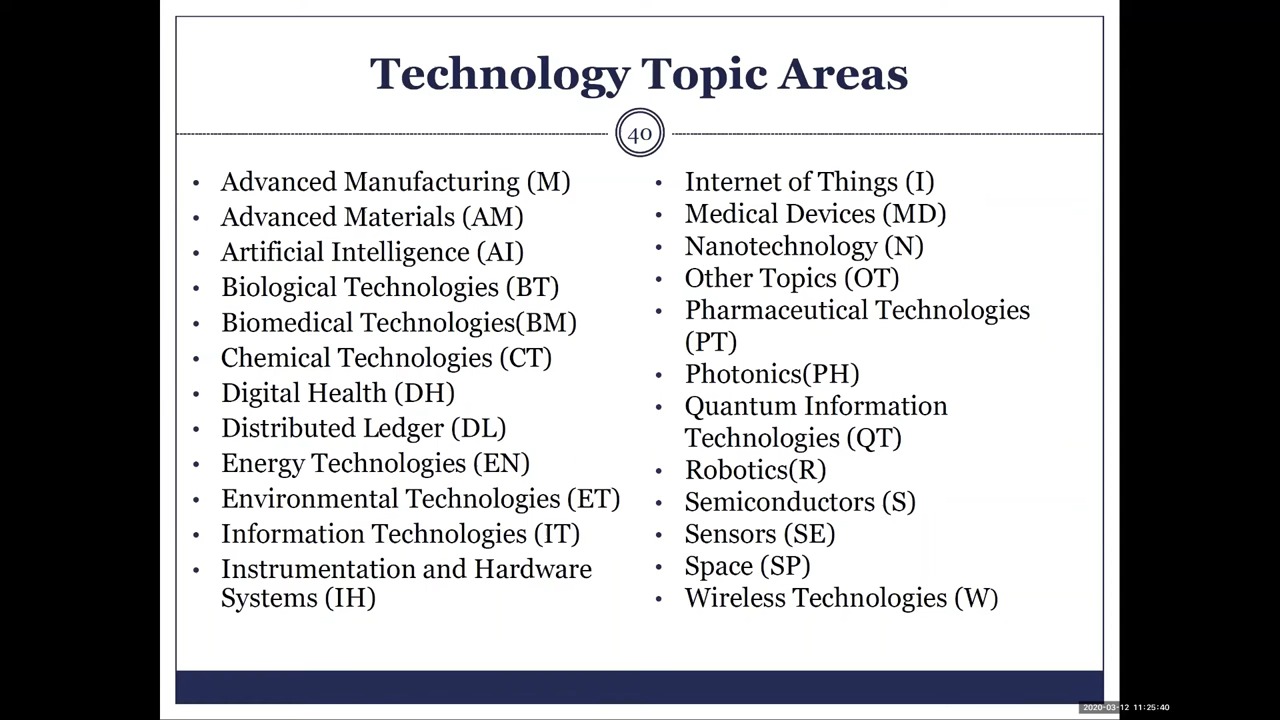 Technology Topic Areas
40
• Advanced Manufacturing (M)
• Advanced Materials (AM)
• Artificial Intelligence (AI)
• Biological Technologies (BT)
• Biomedical Technologies(BM)
• Chemical Technologies (CT)
• Digital Health (DH)
• Distributed Ledger (DL)
• Energy Technologies (EN)
• Environmental Technologies (ET)
• Information Technologies (IT)
• Instrumentation and Hardware
Systems (IH)
• Internet of Things (I)
• Medical Devices (MD)
• Nanotechnology (N)
• Other Topics (OT)
• Pharmaceutical Technologies
(PT)
• Photonics(PH)
• Quantum Information
Technologies (QT)
• Robotics(R)
• Semiconductors (S)
• Sensors (SE)
• Space (SP)
• Wireless Technologies (W)
2020-03-12 11:25:40